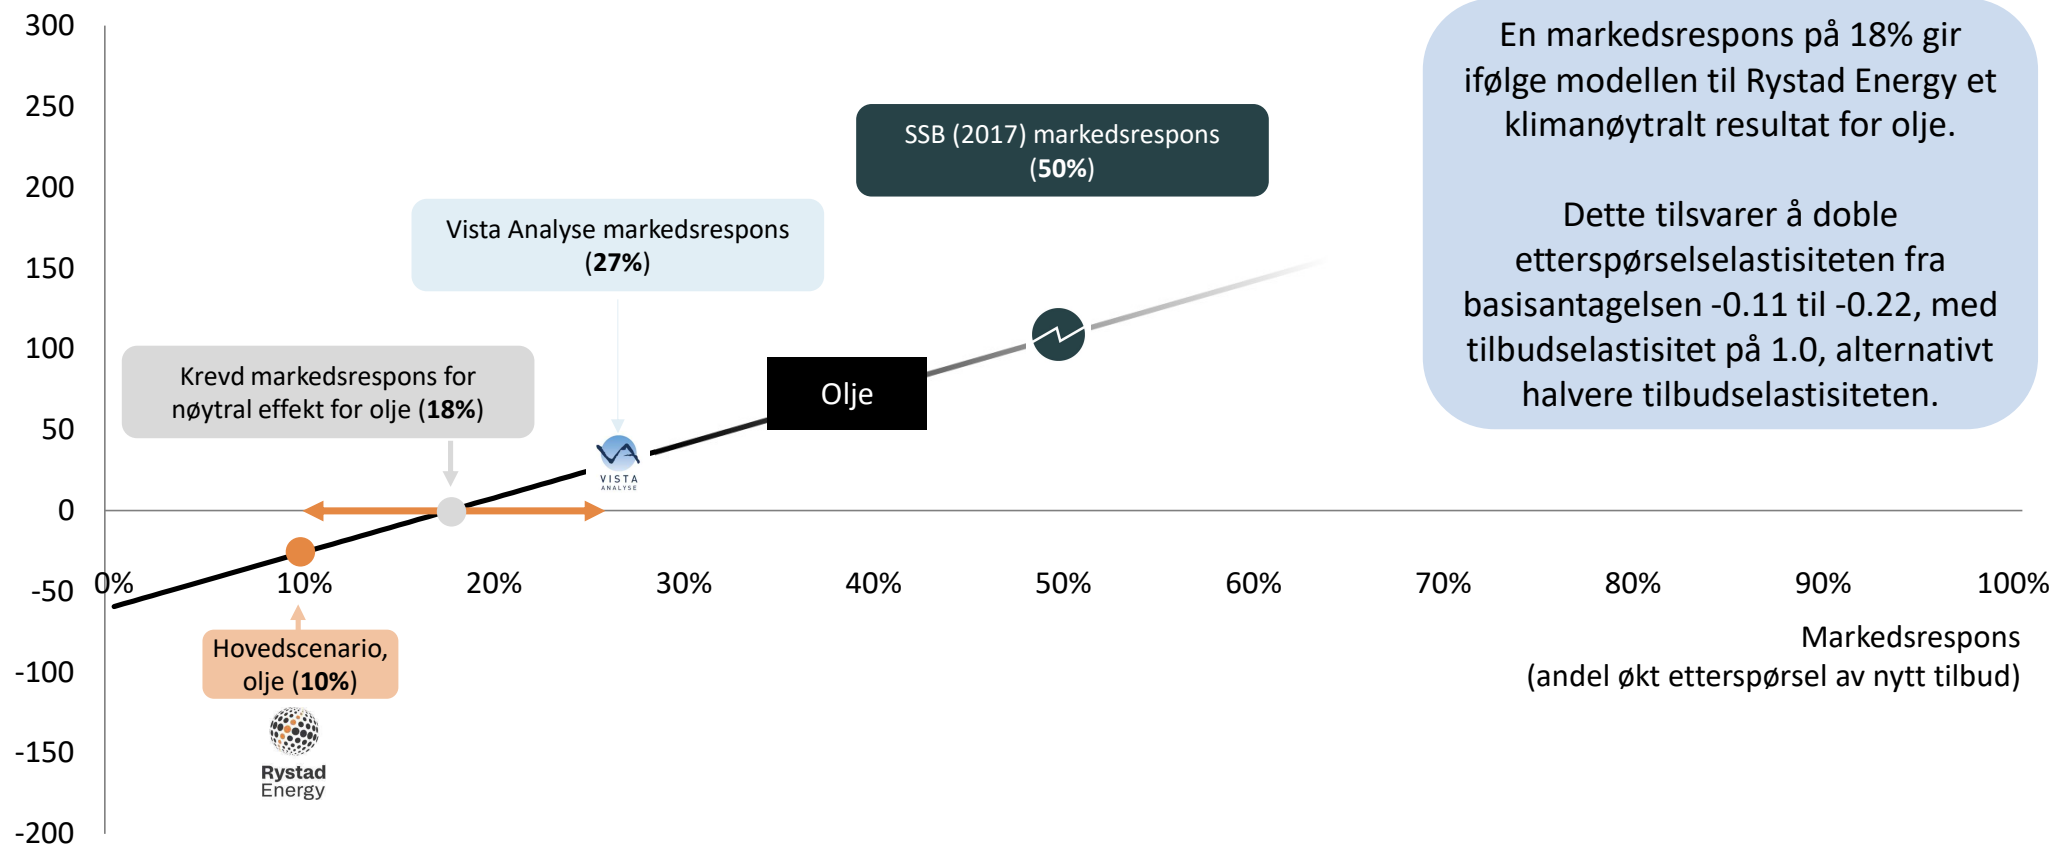 300
250
200
150
100
50
0
-50
-100
-150
-200
En markedsrespons på 18% gir
ifølge modellen til Rystad Energy et
klimanøytralt resultat for olje.
Dette tilsvarer å doble
etterspørselselastisiteten fra
basisantagelsen -0.11 til -0.22, med
tilbudselastisitet på 1.0, alternativt
halvere tilbudselastisiteten.
SSB (2017) markedsrespons
(50%)
Vista Analyse markedsrespons
(27%)
Krevd markedsrespons for
nøytral effekt for olje (18%)
Olje
VISTA
ANALYSE
0% 10% 20% 30% 40% 50% 60% 70% 80% 90% 100%
Hovedscenario,
olje (10%)
Rystad
Energy
Markedsrespons
(andel økt etterspørsel av nytt tilbud)